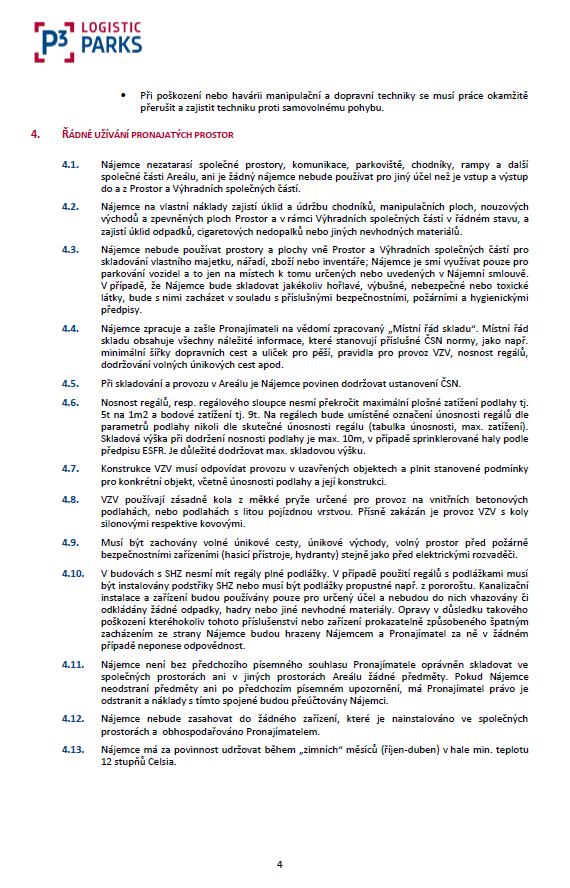 P3 LOGISTIC
PARKS
• Při poškození nebo havárii manipulační a dopravní techniky se musí práce okamžitě
přerušit a zajistit techniku proti samovolnému pohybu.
4. ŘÁDNÉ UŽÍVÁNÍ PRONAJATÝCH PROSTOR
4.1. Nájemce nezatarasí společné prostory, komunikace, parkoviště, chodníky, rampy a další
společné části Areálu, ani je žádný nájemce nebude používat pro jiný účel než je vstup a výstup
do a z Prostor a Výhradních společných částí.
4.2. Nájemce na vlastní náklady zajistí úklid a údržbu chodníků, manipulačních ploch, nouzových
východů a zpevněných ploch Prostor a v rámci Výhradních společných částí v řádném stavu, a
zajistí úklid odpadků, cigaretových nedopalků nebo jiných nevhodných materiálů.
4.3. Nájemce nebude používat prostory a plochy vně Prostor a Výhradních společných částí pro
skladování vlastního majetku, nářadí, zboží nebo inventáře; Nájemce je smí využívat pouze pro
parkování vozidel a to jen na místech k tomu určených nebo uvedených v Nájemní smlouvě.
V případě, že Nájemce bude skladovat jakékoliv hořlavé, výbušné, nebezpečné nebo toxické
látky, bude s nimi zacházet v souladu s příslušnými bezpečnostními, požárními a hygienickými
předpisy.
4.4. Nájemce zpracuje a zašle Pronajímateli na vědomí zpracovaný „Místní řád skladu“. Místní řád
skladu obsahuje všechny náležité informace, které stanovují příslušné ČSN normy, jako např.
minimální šířky dopravních cest a uliček pro pěší, pravidla pro provoz VZV, nosnost regálů,
dodržování volných únikových cest apod.
4.5. Při skladování a provozu v Areálu je Nájemce povinen dodržovat ustanovení ČSN.
4.6. Nosnost regálů, resp. regálového sloupce nesmí překročit maximální plošné zatížení podlahy tj.
5t na 1m2 a bodové zatížení tj. 9t. Na regálech bude umístěné označení únosnosti regálů dle
parametrů podlahy nikoli dle skutečné únosnosti regálu (tabulka únosnosti, max. zatížení).
Skladová výška při dodržení nosnosti podlahy je max. 10m, v případě sprinklerované haly podle
předpisu ESFR. Je důležité dodržovat max. skladovou výšku.
4.7. Konstrukce VZV musí odpovídat provozu v uzavřených objektech a plnit stanovené podmínky
pro konkrétní objekt, včetně únosnosti podlahy a její konstrukci.
4.8. VZV používají zásadně kola z měkké pryže určené pro provoz na vnitřních betonových
podlahách, nebo podlahách s litou pojízdnou vrstvou. Přísně zakázán je provoz VZV s koly
silonovými respektive kovovými.
4.9. Musí být zachovány volné únikové cesty, únikové východy, volný prostor před požárně
bezpečnostními zařízeními (hasicí přístroje, hydranty) stejně jako před elektrickými rozvaděči.
4.10. V budovách s SHZ nesmí mít regály plné podlážky. V případě použití regálů s podlážkami musí
být instalovány podstřiky SHZ nebo musí být podlážky propustné např. z pororoštu. Kanalizační
instalace a zařízení budou používány pouze pro určený účel a nebudou do nich vhazovány či
odkládány žádné odpadky, hadry nebo jiné nevhodné materiály. Opravy v důsledku takového
poškození kteréhokoliv tohoto příslušenství nebo zařízení prokazatelně způsobeného špatným
zacházením ze strany Nájemce budou hrazeny Nájemcem a Pronajímatel za ně v žádném
případě neponese odpovědnost.
4.11. Nájemce není bez předchozího písemného souhlasu Pronajímatele oprávněn skladovat ve
společných prostorách ani v jiných prostorách Areálu žádné předměty. Pokud Nájemce
neodstraní předměty ani po předchozím písemném upozornění, má Pronajímatel právo je
odstranit a náklady s tímto spojené budou přeúčtovány Nájemci.
4.12. Nájemce nebude zasahovat do žádného zařízení, které je nainstalováno ve společných
prostorách a obhospodařováno Pronajímatelem.
4.13. Nájemce má za povinnost udržovat během „zimních“ měsíců (říjen-duben) v hale min. teplotu
12 stupňů Celsia.
4